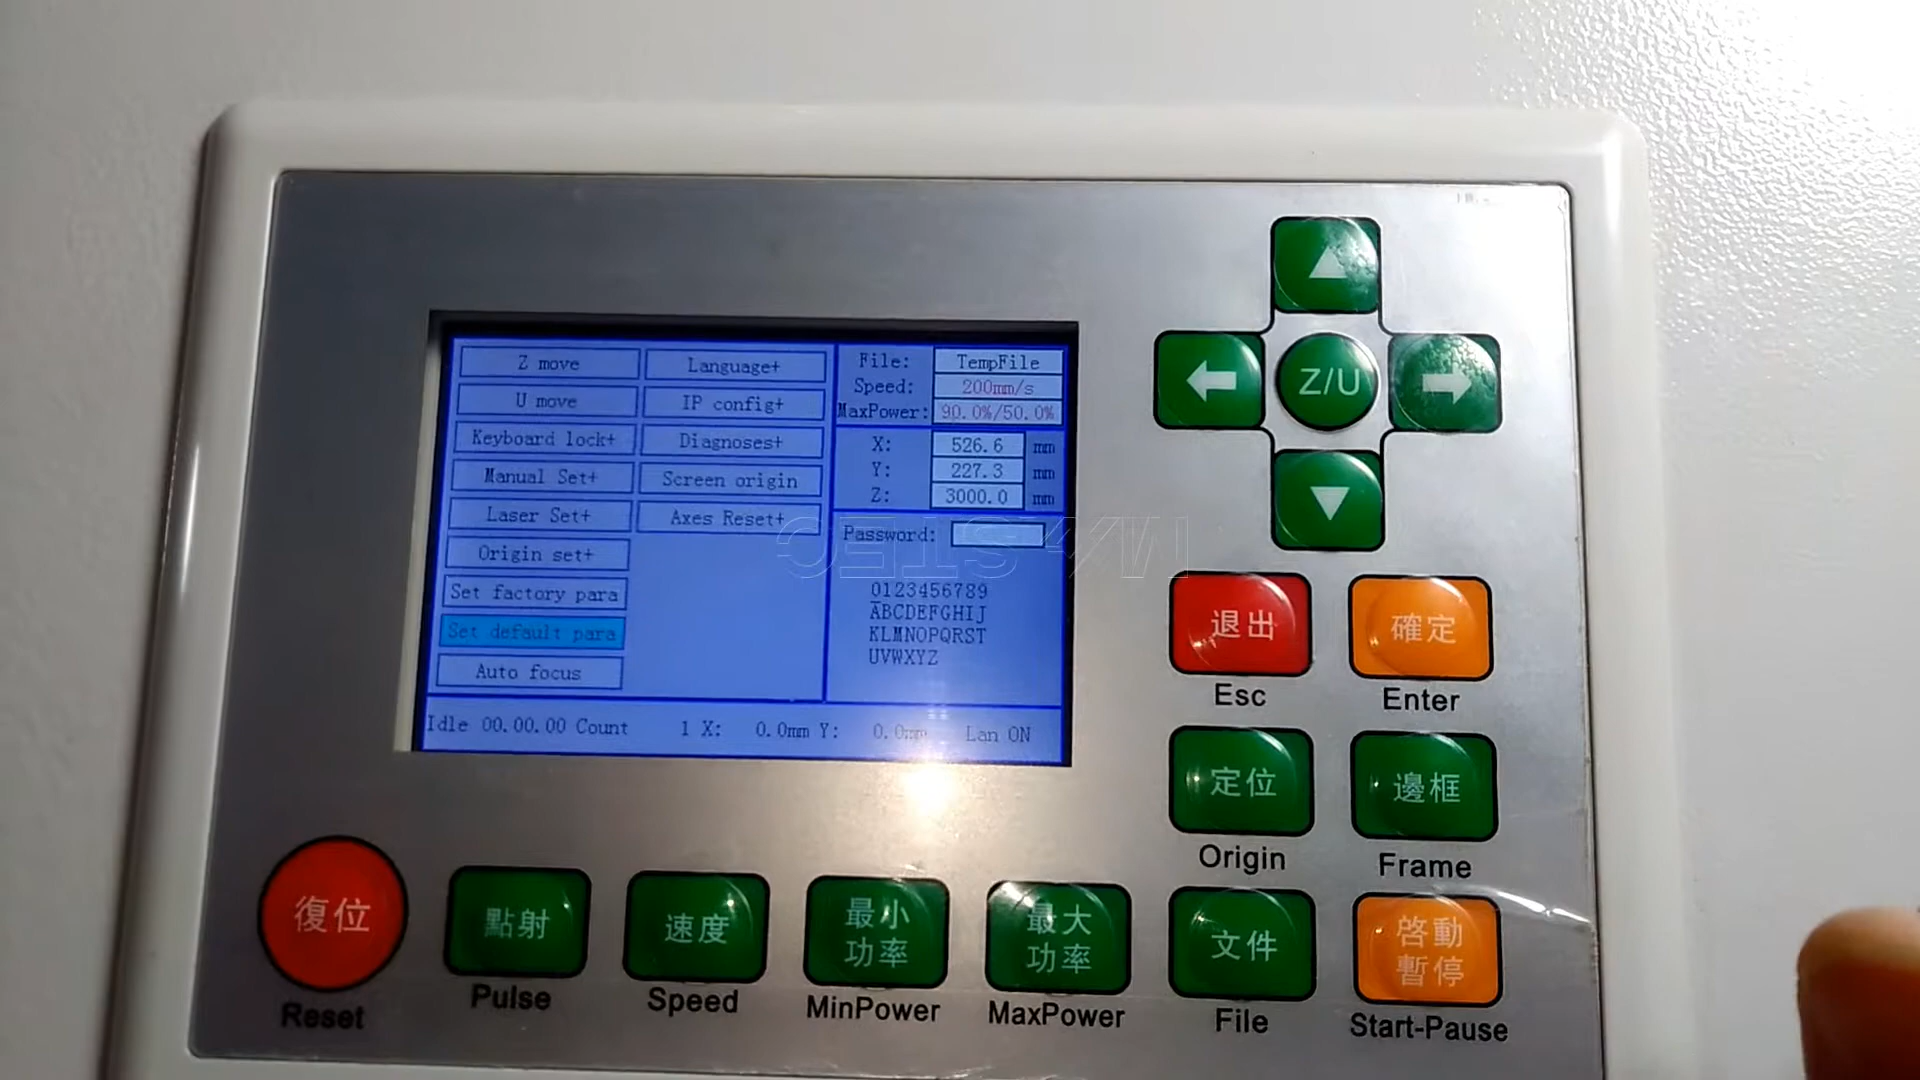 Z move
U move
Keyboard lock+
Manual Set+
Laser Set+
Origin set+
Set factory para
Set default para
Auto focus
Language+
IP config+
Diagnoses+
Screen origin
Axes Reset+
File: TempFile
Speed: 200mm/s
MaxPower: 90.0%/50.0%
X: 526.6 mm
Y: 227.3 mm
Z: 3000.0 mm
Password:
0123456789
ABCDEFGHIJ
KLMNOPQRST
UVWXYZ
Idle 00.00.00 Count 1 X: 0.0mm Y: 0.0mm Lan ON
Z/U
退出
Esc
確定
Enter
定位
Origin
邊框
Frame
復位
Reset
點射
Pulse
速度
Speed
最小
功率
MinPower
最大
功率
MaxPower
文件
File
啓動
暫停
Start-Pause